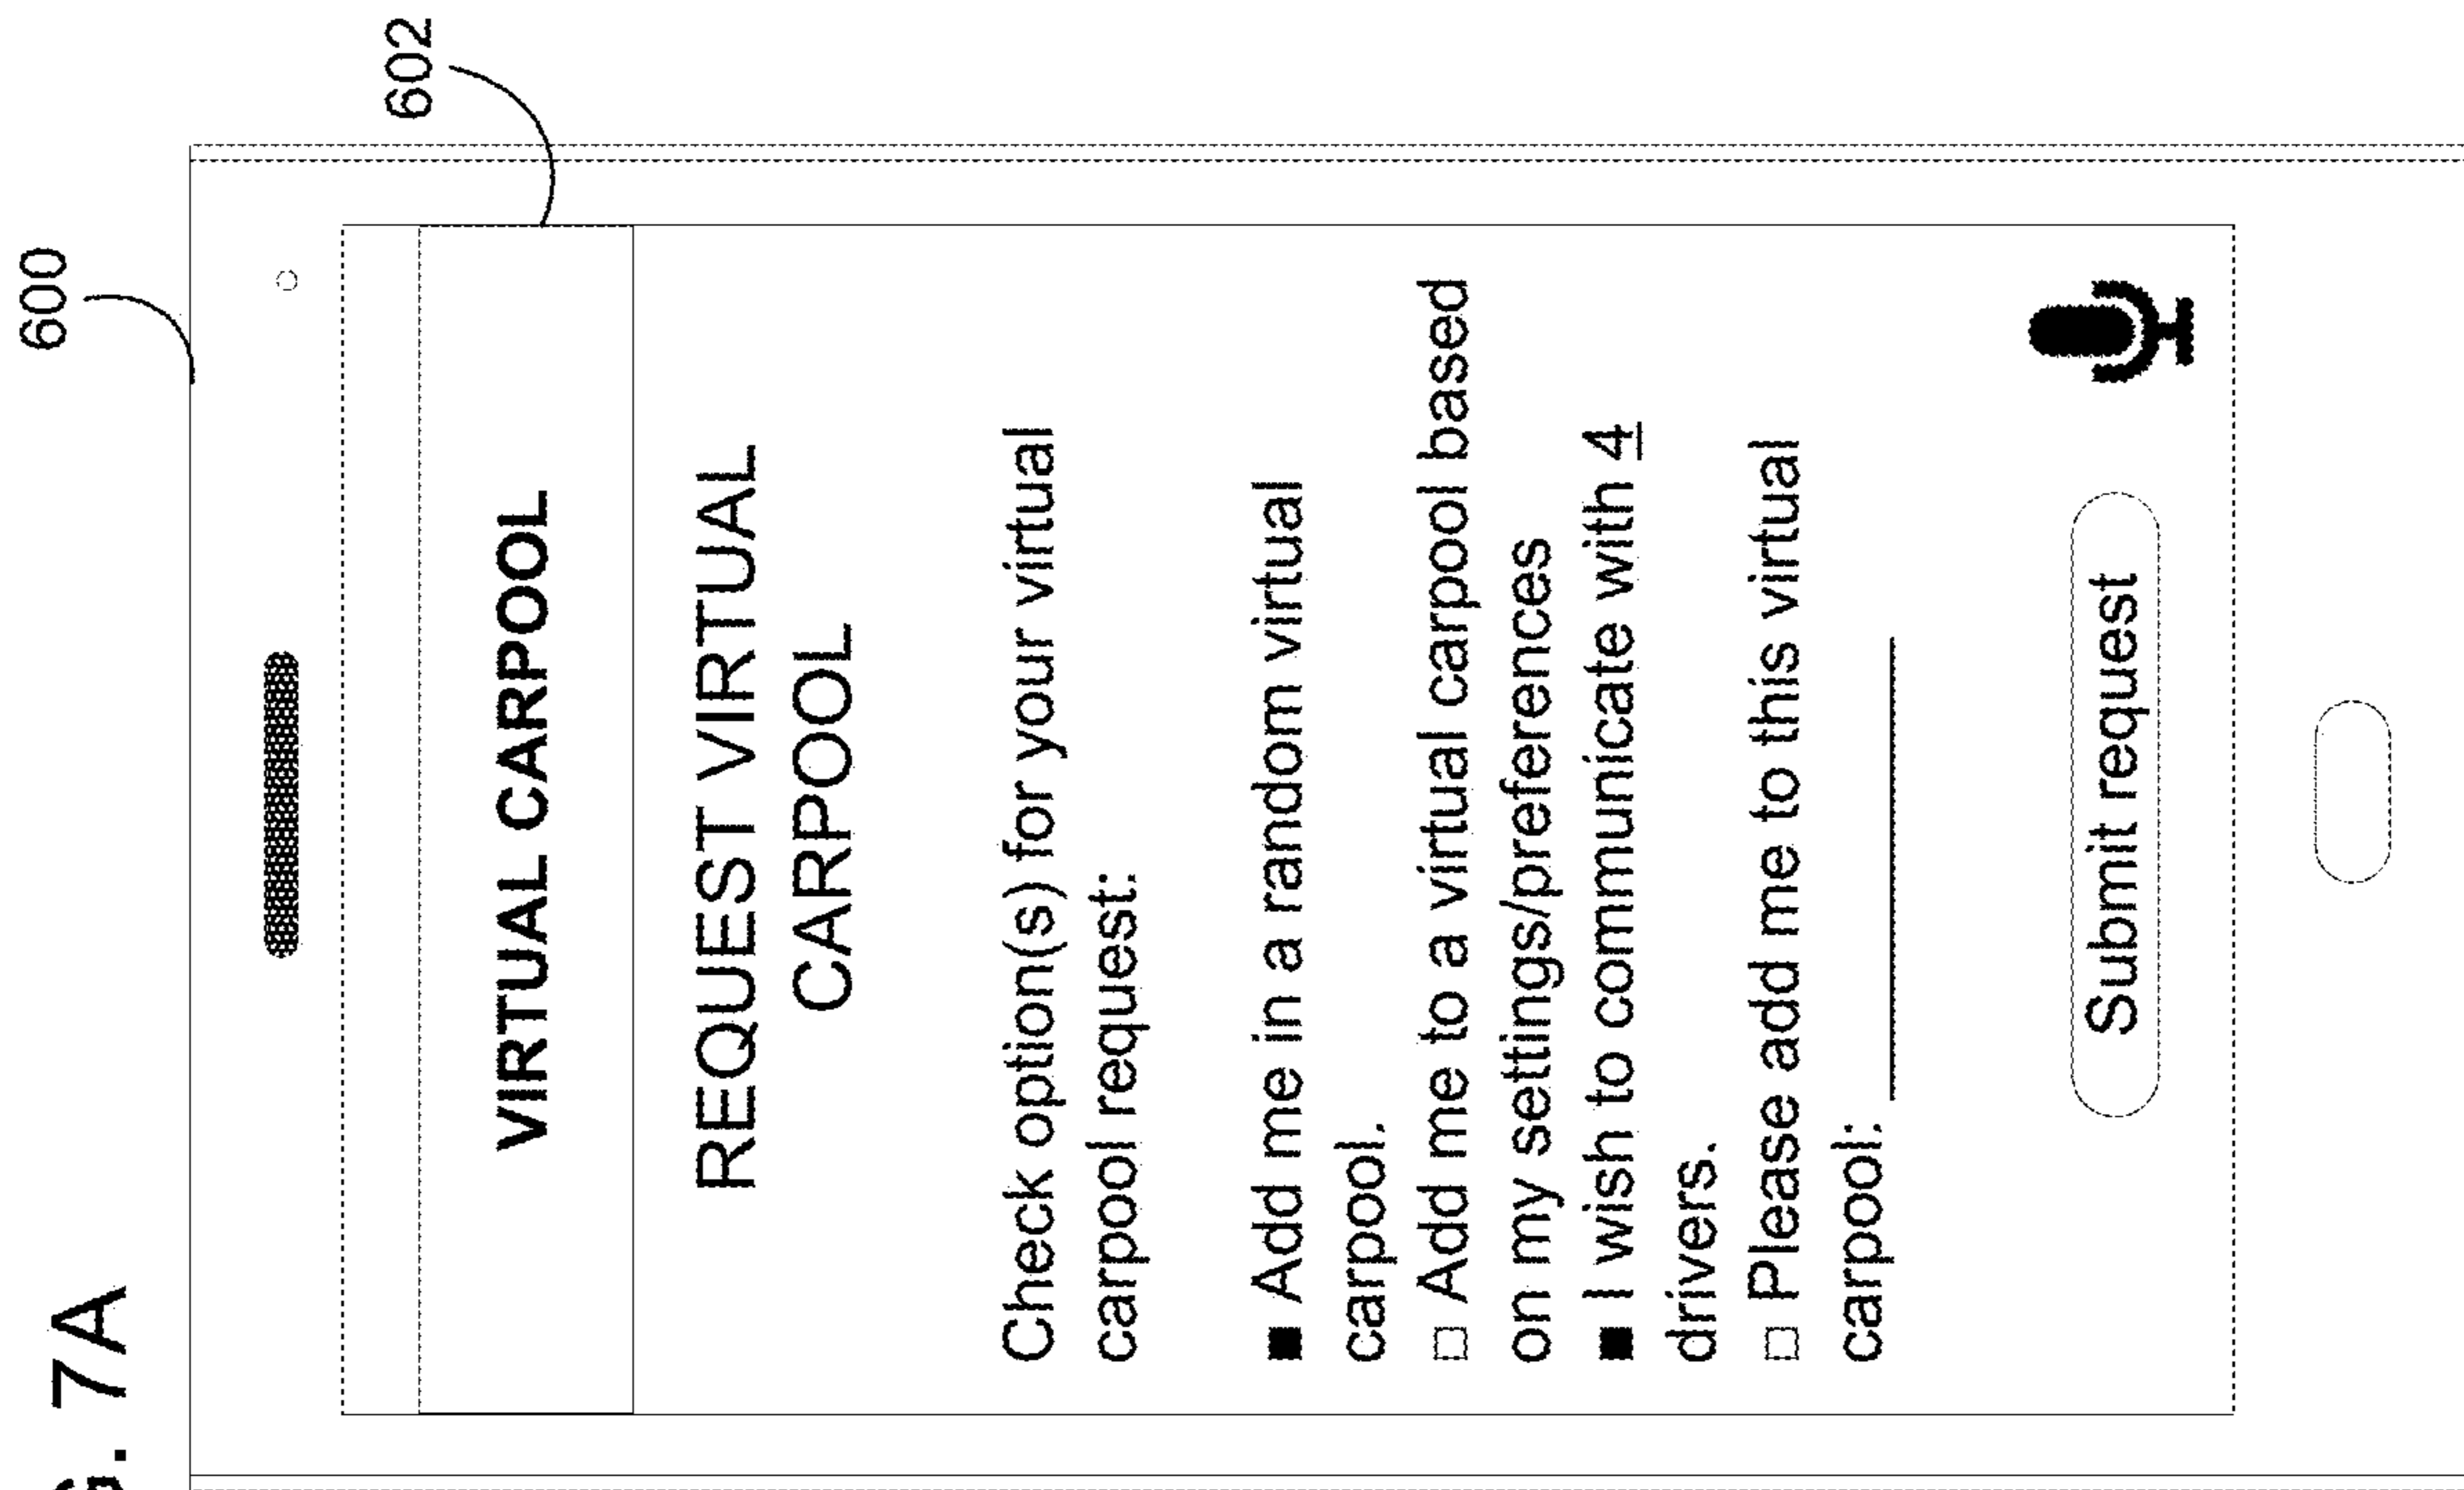 G. 7A
600
602
VIRTUAL CARPOOL
REQUEST VIRTUAL
CARPOOL
Check option(s) for your virtual
carpool request:
■ Add me in a random virtual
carpool.
□ Add me to a virtual carpool based
on my settings/preferences
■ I wish to communicate with 4
drivers.
□ Please add me to this virtual
carpool: ____________
Submit request